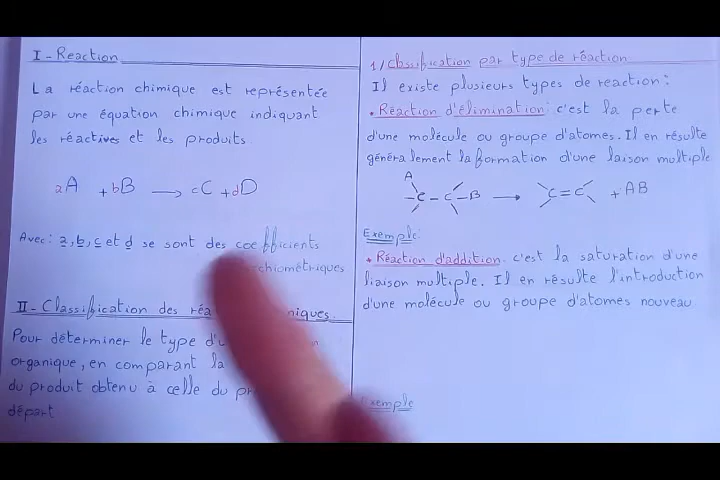 I - Reaction
La réaction chimique est représentée
par une équation chimique indiquant
les réactives et les produits
aA + bB → cC + dD
Avec: a, b, c et d se sont des coefficients
II - Classification des
Pour déterminer le type
organique, en comparant la
du produit obtenu à celle du
départ
1/ Classification par type de réaction
Il existe plusieurs types de reaction:
• Réaction d'élimination: c'est la perte
d'une molécule ou groupe d'atomes. Il en résulte
généralement la formation d'une laison multiple
A
-C-C-B → C=C + AB
Exemple:
• Réaction d'addition c'est la saturation d'une
liaison multiple. Il en résulte l'introduction
d'une molécule ou groupe d'atomes nouveau
Exemple